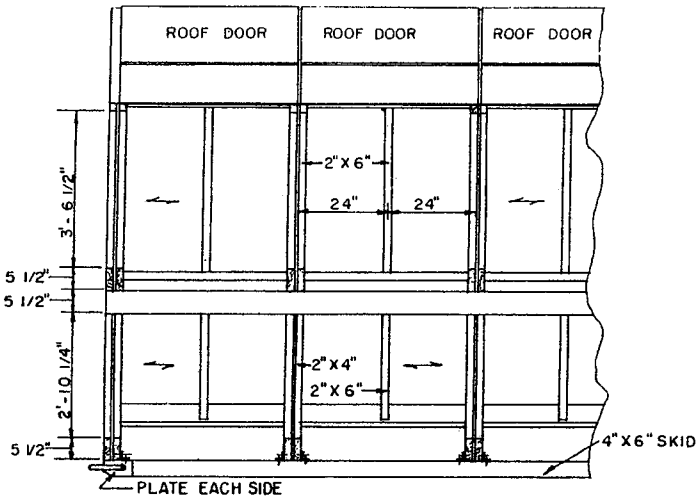 ROOF DOOR ROOF DOOR ROOF DOOR
2" X 6"
24" 24"
3'-6 1/2"
5 1/2"
5 1/2"
2" X 4"
2" X 6"
2'-10 1/4"
5 1/2"
4" X 6" SKID
PLATE EACH SIDE